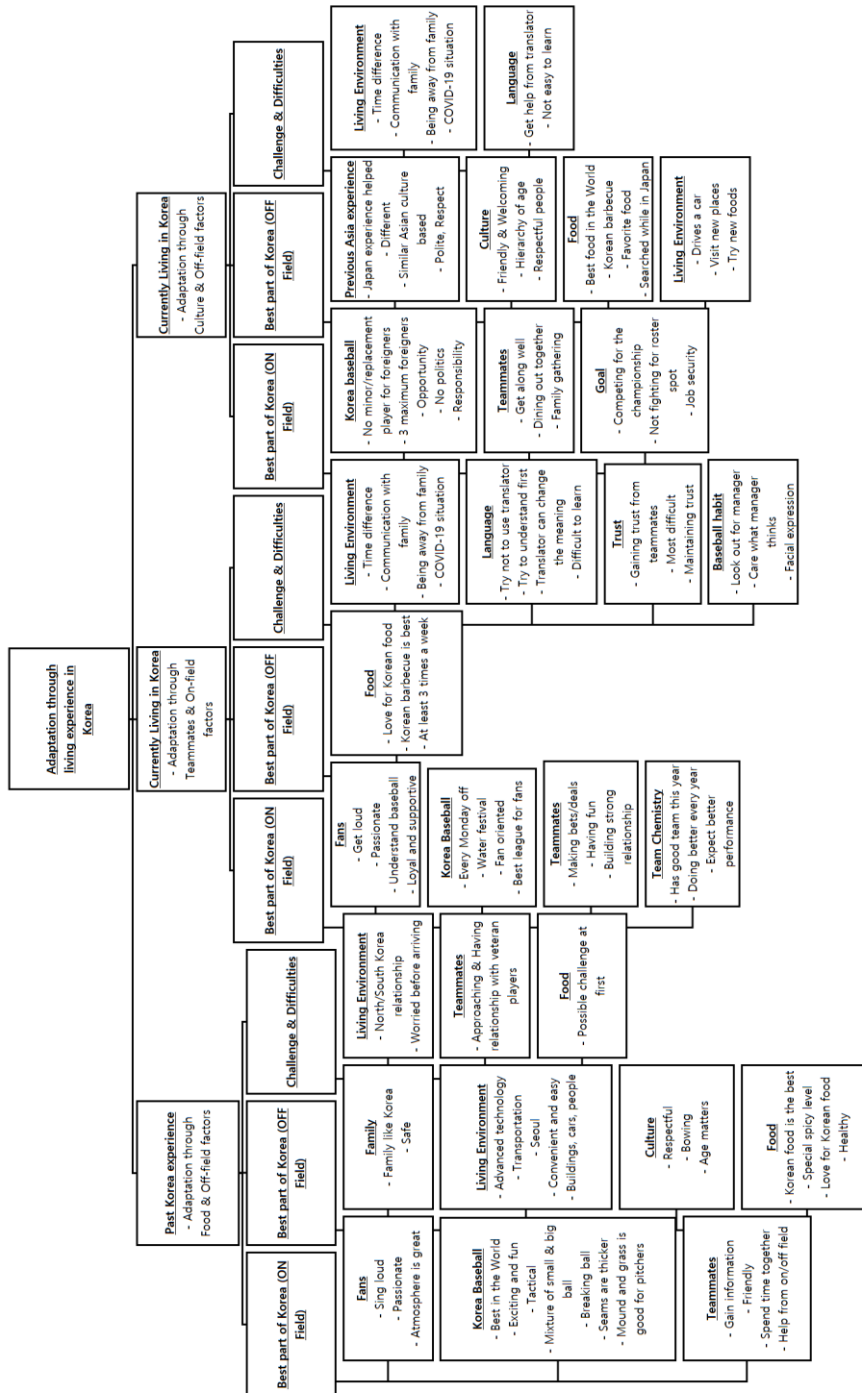 Adaptation through
living experience in
Korea
Past Korea experience
- Adaptation through
Food & Off-field factors
Best part of Korea (ON
Field)
Fans
- Sing loud
- Passionate
- Atmosphere is great
Korea Baseball
- Best in the World
- Exciting and fun
- Tactical
- Mixture of small & big
ball
- Breaking ball
- Seams are thicker
- Mound and grass is
good for pitchers
Teammates
- Gain information
- Friendly
- Spend time together
- Help from on/off field
Best part of Korea (OFF
Field)
Family
- Family like Korea
- Safe
Living Environment
- Advanced technology
- Transportation
- Seoul
- Convenient and easy
- Buildings, cars, people
Culture
- Respectful
- Bowing
- Age matters
Food
- Korean food is the best
- Special spicy level
- Love for Korean food
- Healthy
Challenge & Difficulties
Living Environment
- North/South Korea
relationship
- Worried before arriving
Teammates
- Approaching & Having
relationship with veteran
players
Food
- Possible challenge at
first
Currently Living in Korea
- Adaptation through
Teammates & On-field
factors
Best part of Korea (ON
Field)
Fans
- Get loud
- Passionate
- Understand baseball
- Loyal and supportive
Korea Baseball
- Every Monday off
- Water festival
- Fan oriented
- Best league for fans
Teammates
- Making bets/deals
- Having fun
- Building strong
relationship
Team Chemistry
- Has good team this year
- Doing better every year
- Expect better
performance
Best part of Korea (OFF
Field)
Food
- Love for Korean food
- Korean barbecue is best
- At least 3 times a week
Challenge & Difficulties
Living Environment
- Time difference
- Communication with
family
- Being away from family
- COVID-19 situation
Language
- Try not to use translator
- Try to understand first
- Translator can change
the meaning
- Difficult to learn
Trust
- Gaining trust from
teammates
- Most difficult
- Maintaining trust
Baseball habit
- Look out for manager
- Care what manager
thinks
- Facial expression
Currently Living in Korea
- Adaptation through
Culture & Off-field factors
Best part of Korea (ON
Field)
Korea baseball
- No minor/replacement
player for foreigners
- 3 maximum foreigners
- Opportunity
- No politics
- Responsibility
Teammates
- Get along well
- Dining out together
- Family gathering
Goal
- Competing for the
championship
- Not fighting for roster
spot
- Job security
Best part of Korea (OFF
Field)
Previous Asia experience
- Japan experience helped
- Different
- Similar Asian culture
based
- Polite, Respect
Culture
- Friendly & Welcoming
- Hierarchy of age
- Respectful people
Food
- Best food in the World
- Korean barbecue
- Favorite food
- Searched while in Japan
Living Environment
- Drives a car
- Visit new places
- Try new foods
Challenge & Difficulties
Living Environment
- Time difference
- Communication with
family
- Being away from family
- COVID-19 situation
Language
- Get help from translator
- Not easy to learn